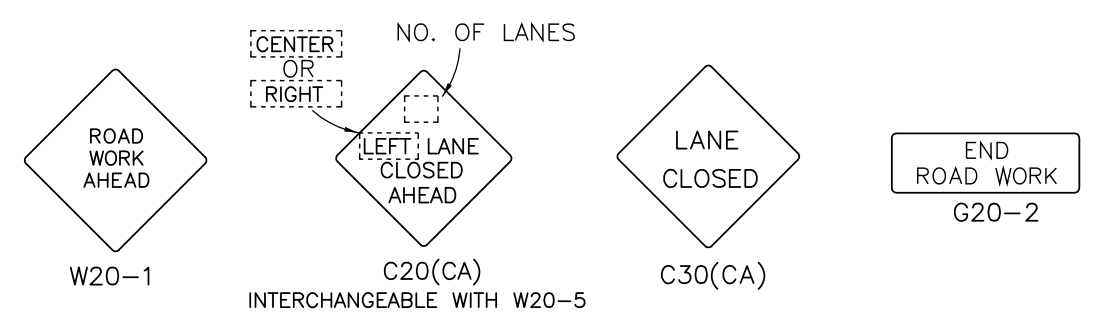 ROAD
WORK
AHEAD
W20-1
CENTER
OR
RIGHT
NO. OF LANES
LEFT LANE
CLOSED
AHEAD
C20(CA)
INTERCHANGEABLE WITH W20-5
LANE
CLOSED
C30(CA)
END
ROAD WORK
G20-2